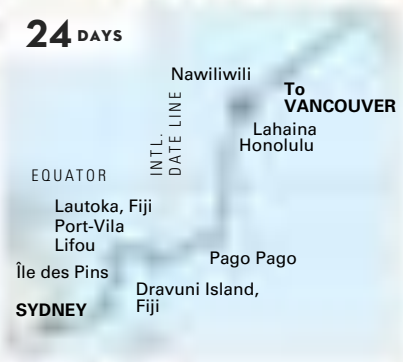 24 DAYS
Nawiliwili
To
VANCOUVER
Lahaina
Honolulu
INTL.
DATE LINE
EQUATOR
Lautoka, Fiji
Port-Vila
Lifou
Île des Pins
Pago Pago
Dravuni Island,
Fiji
SYDNEY